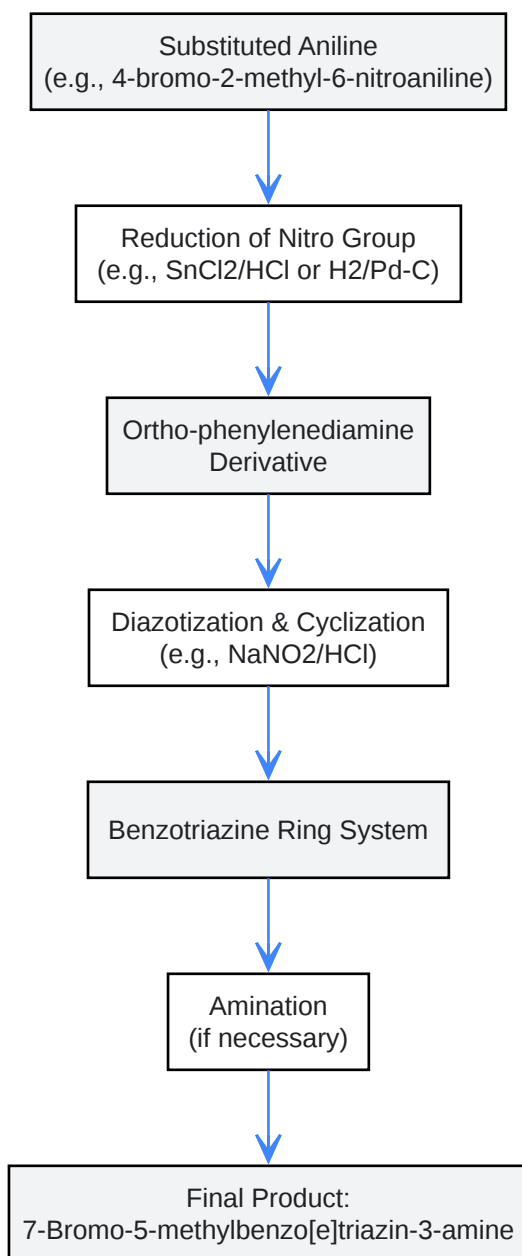 Substituted Aniline
(e.g., 4-bromo-2-methyl-6-nitroaniline)
Reduction of Nitro Group
(e.g., SnCl2/HCl or H2/Pd-C)
Ortho-phenylenediamine
Derivative
Diazotization & Cyclization
(e.g., NaNO2/HCl)
Benzotriazine Ring System
Amination
(if necessary)
Final Product:
7-Bromo-5-methylbenzo[e]triazin-3-amine